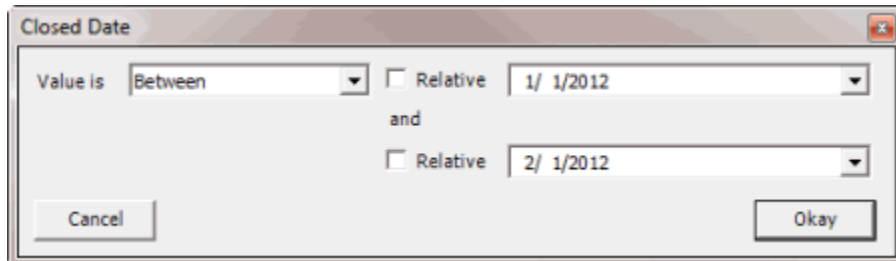 Closed Date
Value is Between Relative 1/ 1/2012
and
Relative 2/ 1/2012
Cancel Okay